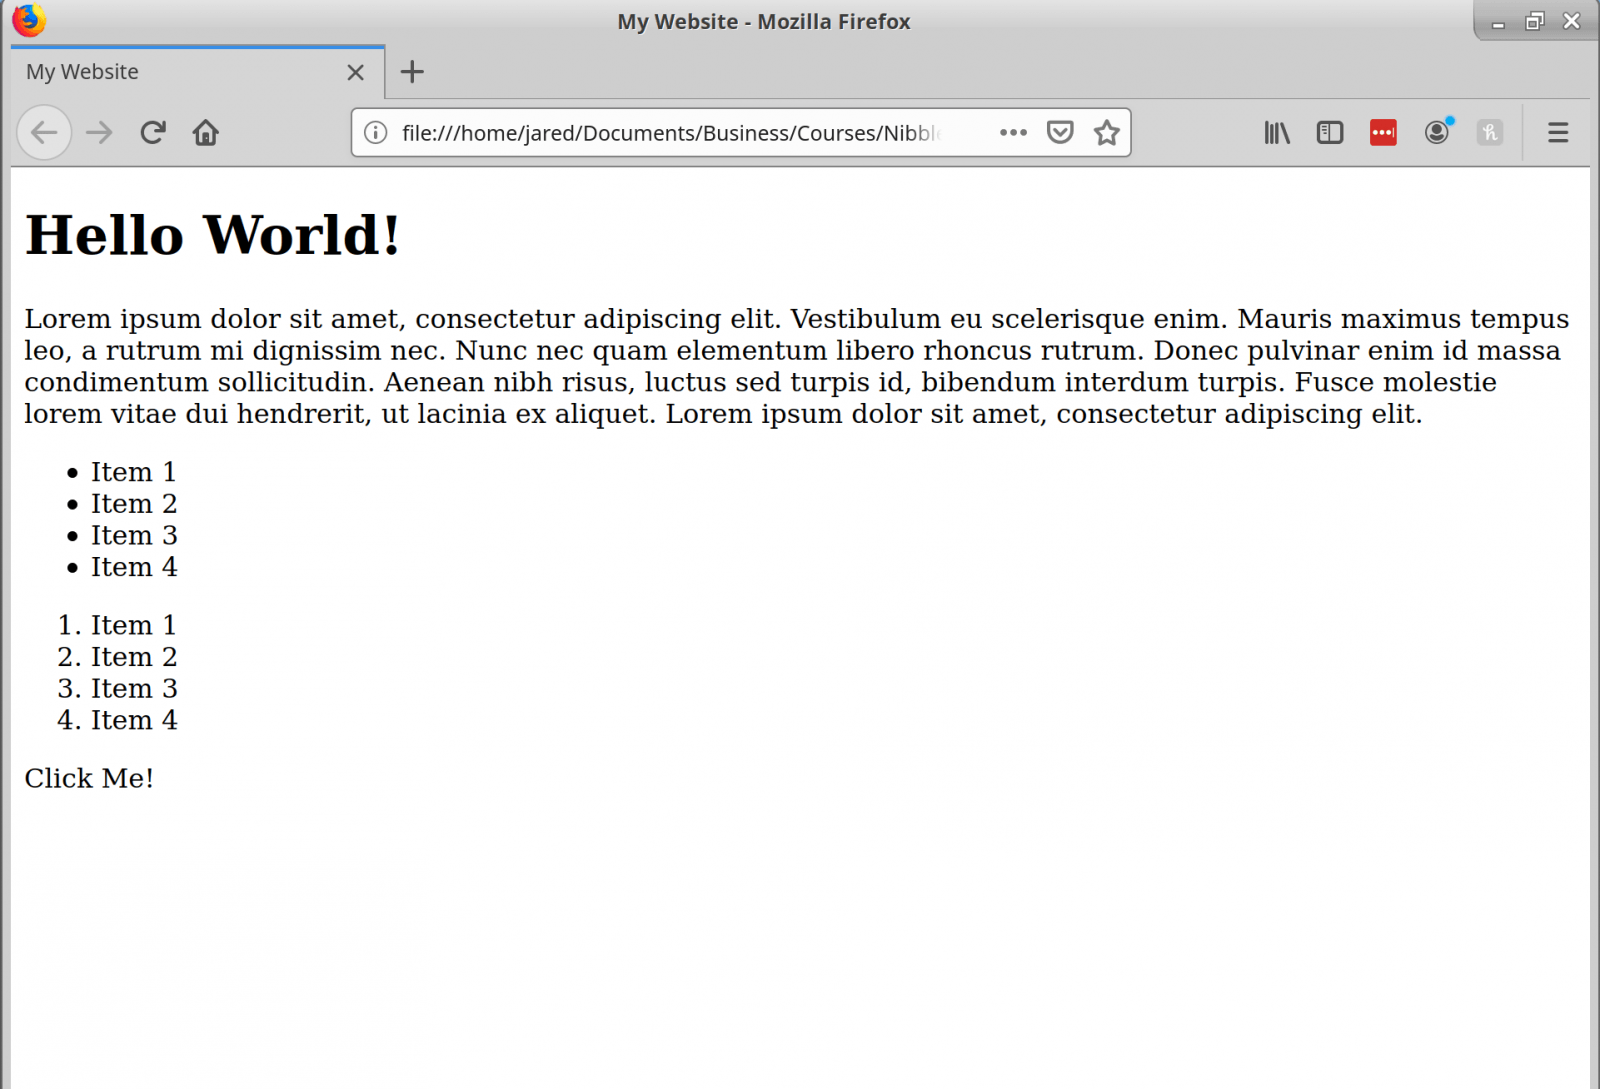 My Website - Mozilla Firefox
My Website
file:///home/jared/Documents/Business/Courses/Nibble
Hello World!
Lorem ipsum dolor sit amet, consectetur adipiscing elit. Vestibulum eu scelerisque enim. Mauris maximus tempus
leo, a rutrum mi dignissim nec. Nunc nec quam elementum libero rhoncus rutrum. Donec pulvinar enim id massa
condimentum sollicitudin. Aenean nibh risus, luctus sed turpis id, bibendum interdum turpis. Fusce molestie
lorem vitae dui hendrerit, ut lacinia ex aliquet. Lorem ipsum dolor sit amet, consectetur adipiscing elit.
• Item 1
• Item 2
• Item 3
• Item 4
1. Item 1
2. Item 2
3. Item 3
4. Item 4
Click Me!